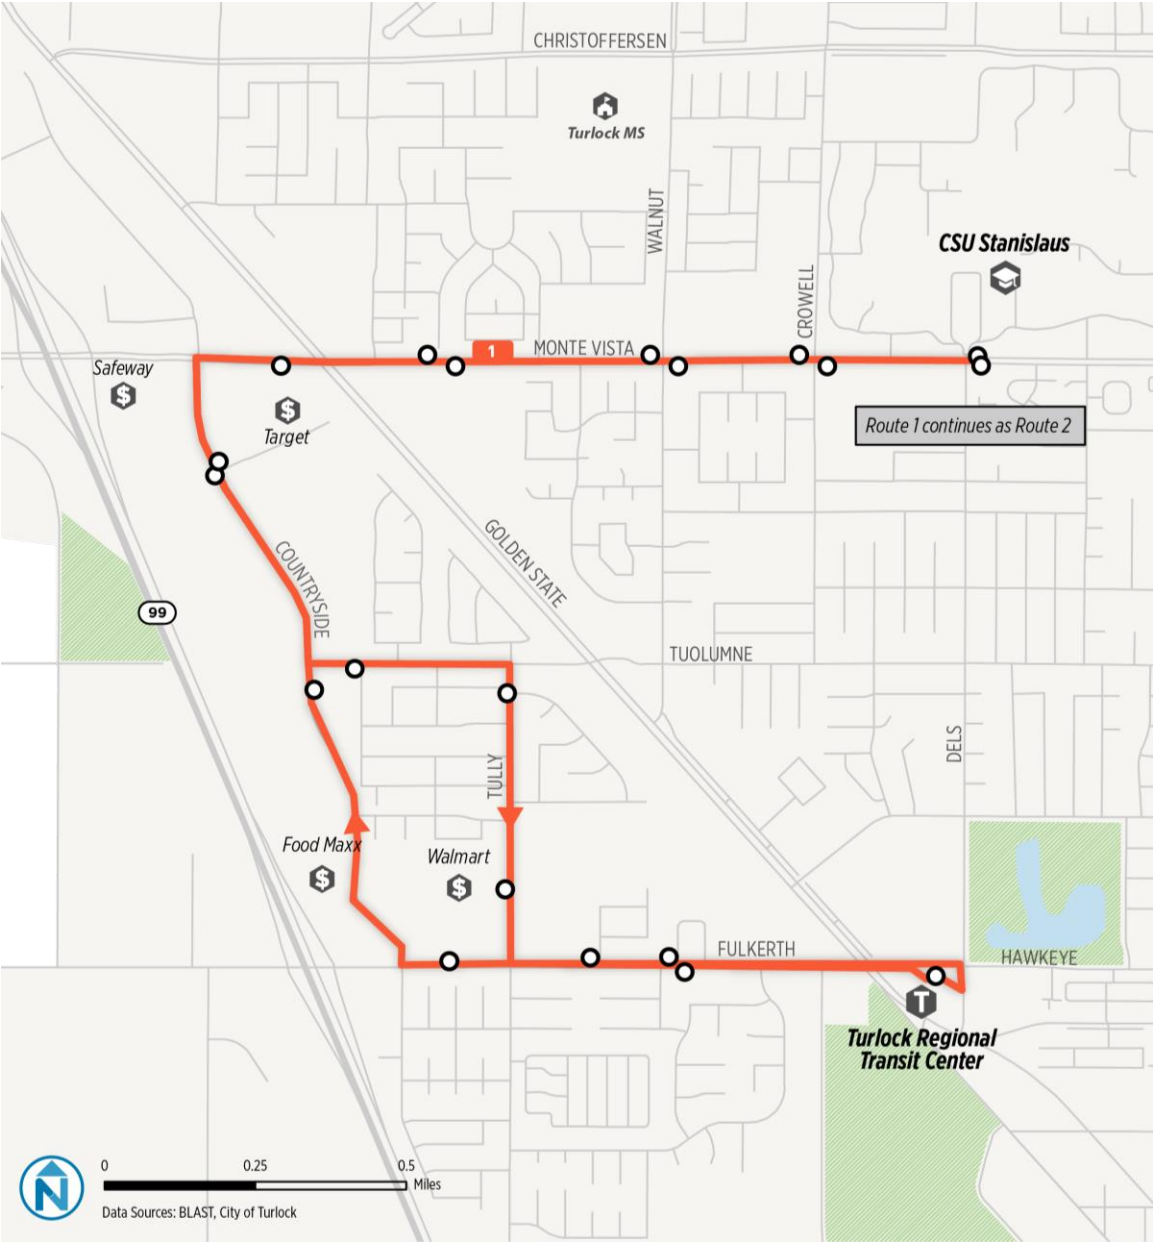 CHRISTOFFERSEN
Turlock MS
WALNUT
CSU Stanislaus
CROWELL
1
MONTE VISTA
Safeway
$
$
Target
Route 1 continues as Route 2
COUNTRYSIDE
GOLDEN STATE
99
TUOLUMNE
DELS
TULLY
Food Maxx
$
Walmart
$
FULKERTH
HAWKEYE
T
Turlock Regional
Transit Center
N
0 0.25 0.5
Miles
Data Sources: BLAST, City of Turlock